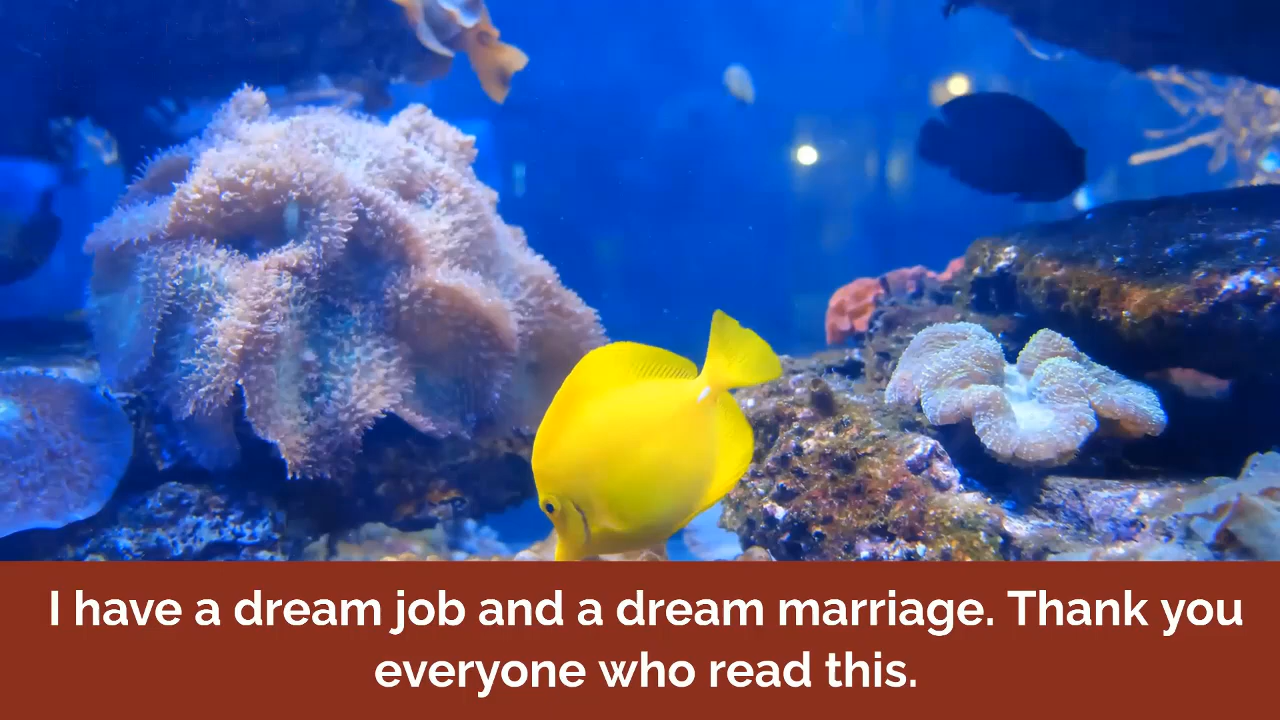 I have a dream job and a dream marriage. Thank you
everyone who read this.